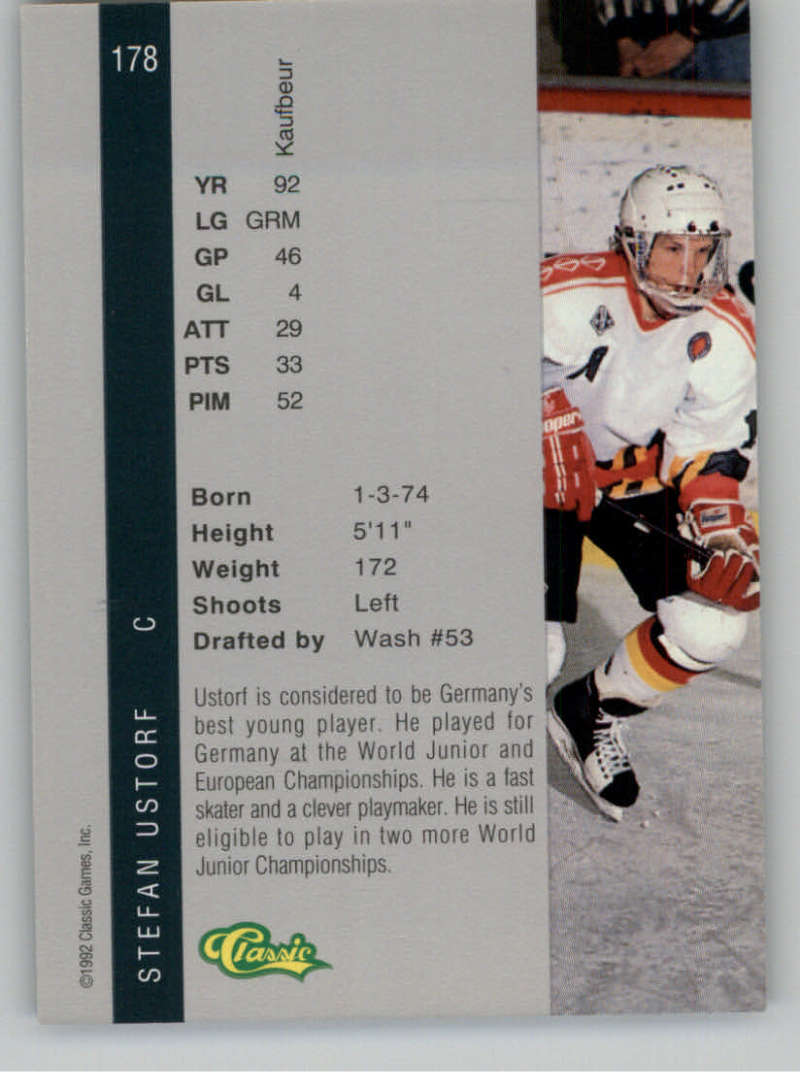 178
Kaufbeur
YR 92
LG GRM
GP 46
GL 4
ATT 29
PTS 33
PIM 52
Born 1-3-74
Height 5'11"
Weight 172
Shoots Left
Drafted by Wash #53
Ustorf is considered to be Germany's
best young player. He played for
Germany at the World Junior and
European Championships. He is a fast
skater and a clever playmaker. He is still
eligible to play in two more World
Junior Championships.
Classic
STEFAN USTORF C
©1992 Classic Games, Inc.
A